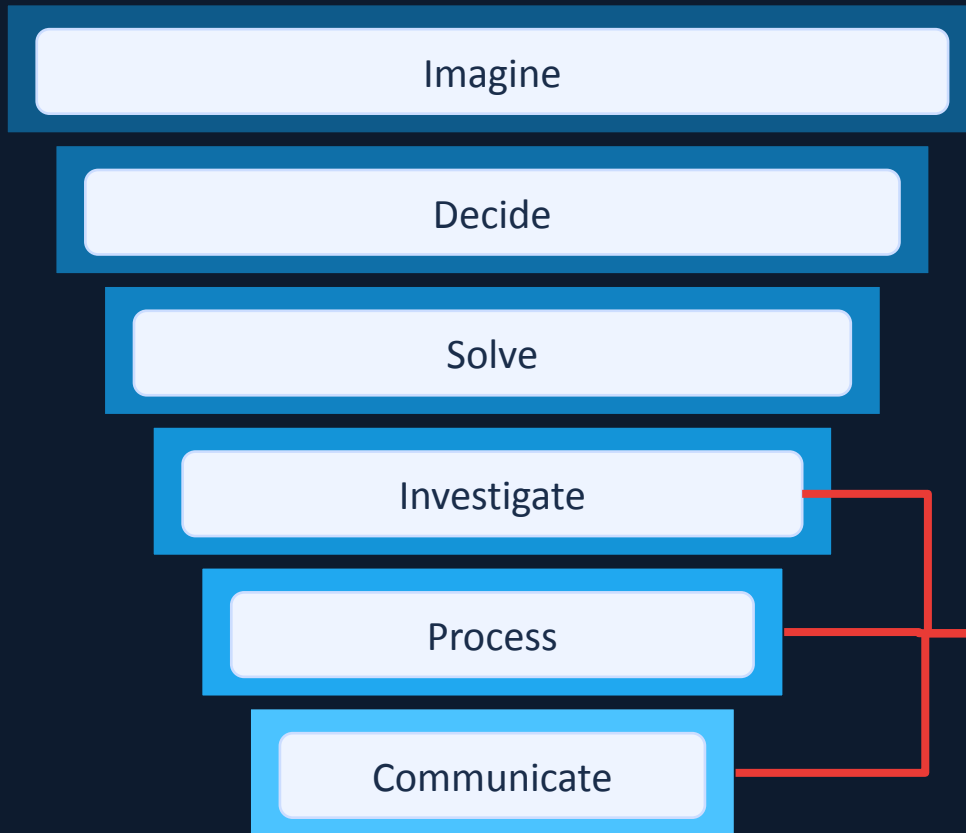 Imagine
Decide
Solve
Investigate
Process
Communicate